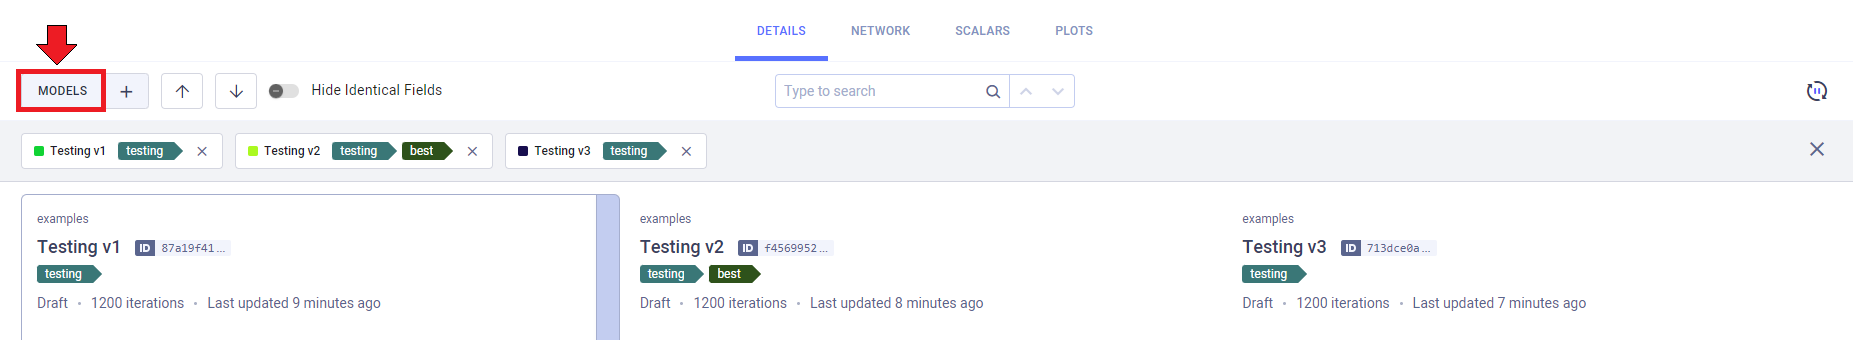 DETAILS NETWORK SCALARS PLOTS
MODELS + Hide Identical Fields Type to search
Testing v1 testing Testing v2 testing best Testing v3 testing
examples examples examples
Testing v1 ID 87a19f41... Testing v2 ID f4569952... Testing v3 ID 713dce0a...
testing testing best testing
Draft • 1200 iterations • Last updated 9 minutes ago Draft • 1200 iterations • Last updated 8 minutes ago Draft • 1200 iterations • Last updated 7 minutes ago